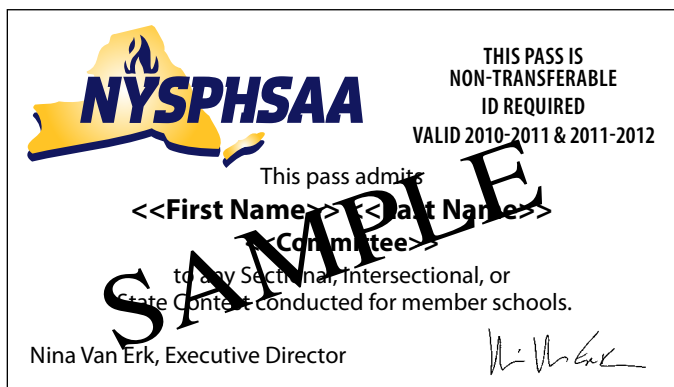 NYSPHSAA
THIS PASS IS
NON-TRANSFERABLE
ID REQUIRED
VALID 2010-2011 & 2011-2012
This pass admits
<<First Name>> <<Last Name>>
<<Committee>>
to any Sectional, Intersectional, or
State Contest conducted for member schools.
SAMPLE
Nina Van Erk, Executive Director